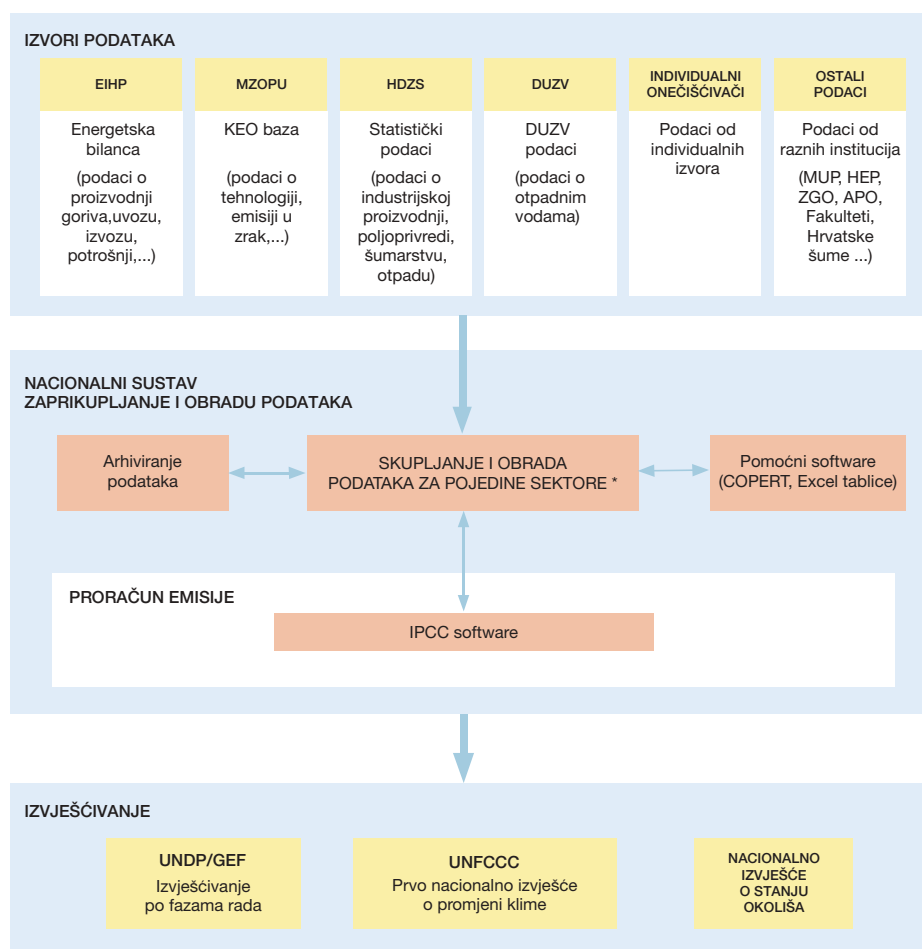 IZVORI PODATAKA
EIHP
Energetska
bilanca
(podaci o
proizvodnji
goriva,uvozu,
izvozu,
potrošnji,...)
MZOPU
KEO baza
(podaci o
tehnologiji,
emisiji u
zrak,...)
HDZS
Statistički
podaci
(podaci o
industrijskoj
proizvodnji,
poljoprivredi,
šumarstvu,
otpadu)
DUZV
DUZV
podaci
(podaci o
otpadnim
vodama)
INDIVIDUALNI
ONEČIŠĆIVAČI
Podaci od
individualnih
izvora
OSTALI
PODACI
Podaci od
raznih institucija
(MUP, HEP,
ZGO, APO,
Fakulteti,
Hrvatske
šume ...)
NACIONALNI SUSTAV
ZAPRIKUPLJANJE I OBRADU PODATAKA
Arhiviranje
podataka
SKUPLJANJE I OBRADA
PODATAKA ZA POJEDINE SEKTORE *
Pomoćni software
(COPERT, Excel tablice)
PRORAČUN EMISIJE
IPCC software
IZVJEŠĆIVANJE
UNDP/GEF
Izvješćivanje
po fazama rada
UNFCCC
Prvo nacionalno izvješće
o promjeni klime
NACIONALNO
IZVJEŠĆE
O STANJU
OKOLIŠA